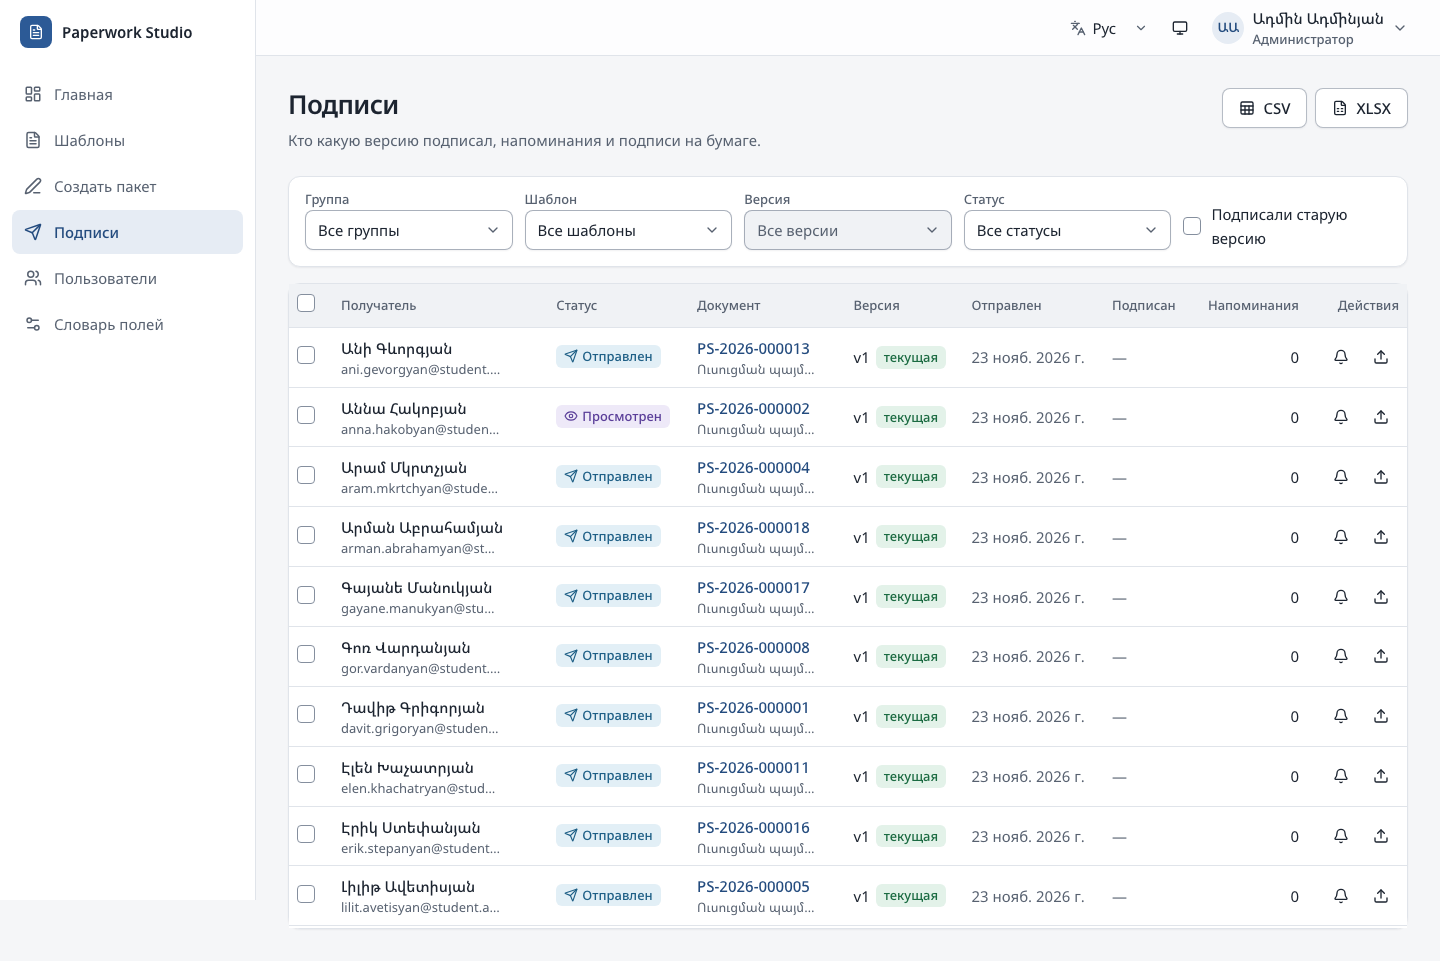 Paperwork Studio
Главная
Шаблоны
Создать пакет
Подписи
Пользователи
Словарь полей
Рус
ԱԱ
Ադմին Ադմինյան
Администратор
Подписи
Кто какую версию подписал, напоминания и подписи на бумаге.
CSV
XLSX
Группа
Все группы
Шаблон
Все шаблоны
Версия
Все версии
Статус
Все статусы
Подписали старую
версию
Получатель Статус Документ Версия Отправлен Подписан Напоминания Действия
Անի Գևորգյան Отправлен PS-2026-000013 v1 текущая 23 нояб. 2026 г. — 0
ani.gevorgyan@student.... Ուսուցման պայմ...
Աննա Հակոբյան Просмотрен PS-2026-000002 v1 текущая 23 нояб. 2026 г. — 0
anna.hakobyan@studen... Ուսուցման պայմ...
Արամ Մկրտչյան Отправлен PS-2026-000004 v1 текущая 23 нояб. 2026 г. — 0
aram.mkrtchyan@stude... Ուսուցման պայմ...
Արման Աբրահամյան Отправлен PS-2026-000018 v1 текущая 23 нояб. 2026 г. — 0
arman.abrahamyan@st... Ուսուցման պայմ...
Գայանե Մանուկյան Отправлен PS-2026-000017 v1 текущая 23 нояб. 2026 г. — 0
gayane.manukyan@stu... Ուսուցման պայմ...
Գոռ Վարդանյան Отправлен PS-2026-000008 v1 текущая 23 нояб. 2026 г. — 0
gor.vardanyan@student.... Ուսուցման պայմ...
Դավիթ Գրիգորյան Отправлен PS-2026-000001 v1 текущая 23 нояб. 2026 г. — 0
davit.grigoryan@studen... Ուսուցման պայմ...
Էլեն Խաչատրյան Отправлен PS-2026-000011 v1 текущая 23 нояб. 2026 г. — 0
elen.khachatryan@stud... Ուսուցման պայմ...
Էրիկ Ստեփանյան Отправлен PS-2026-000016 v1 текущая 23 нояб. 2026 г. — 0
erik.stepanyan@student... Ուսուցման պայմ...
Լիլիթ Ավետիսյան Отправлен PS-2026-000005 v1 текущая 23 нояб. 2026 г. — 0
lilit.avetisyan@student.a... Ուսուցման պայմ...